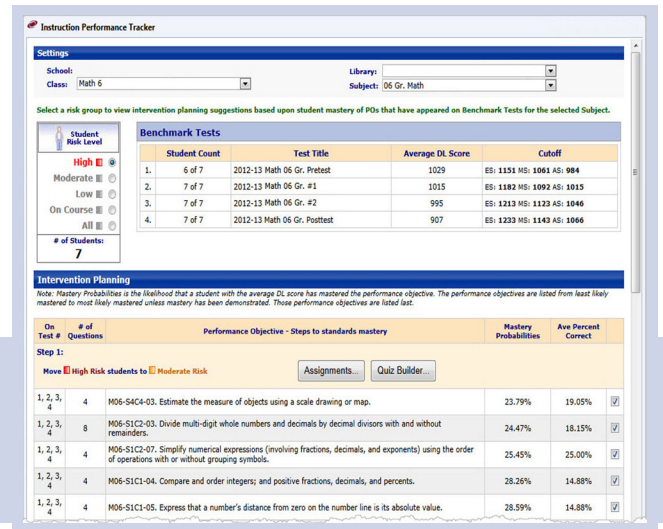 Instruction Performance Tracker
Settings
School:
Library:
Class: Math 6
Subject: 06 Gr. Math
Select a risk group to view intervention planning suggestions based upon student mastery of POs that have appeared on Benchmark Tests for the selected Subject.
Student
Risk Level
High
Moderate
Low
On Course
All
# of Students:
7
Benchmark Tests
Student Count Test Title Average DL Score Cutoff
1. 6 of 7 2012-13 Math 06 Gr. Pretest 1029 ES: 1151 MS: 1061 AS: 984
2. 7 of 7 2012-13 Math 06 Gr. #1 1015 ES: 1182 MS: 1092 AS: 1015
3. 7 of 7 2012-13 Math 06 Gr. #2 995 ES: 1213 MS: 1123 AS: 1046
4. 7 of 7 2012-13 Math 06 Gr. Posttest 907 ES: 1233 MS: 1143 AS: 1066
Intervention Planning
Note: Mastery Probabilities is the likelihood that a student with the average DL score has mastered the performance objective. The performance objectives are listed from least likely
mastered to most likely mastered unless mastery has been demonstrated. Those performance objectives are listed last.
On
Test #
# of
Questions
Performance Objective - Steps to standards mastery
Mastery
Probabilities
Ave Percent
Correct
Step 1:
Move High Risk students to Moderate Risk
Assignments...
Quiz Builder...
1, 2, 3,
4
4
M06-S4C4-03. Estimate the measure of objects using a scale drawing or map.
23.79%
19.05%
1, 2, 3,
4
8
M06-S1C2-03. Divide multi-digit whole numbers and decimals by decimal divisors with and without
remainders.
24.47%
18.15%
1, 2, 3,
4
4
M06-S1C2-07. Simplify numerical expressions (involving fractions, decimals, and exponents) using the order
of operations with or without grouping symbols.
25.45%
25.00%
1, 2, 3,
4
4
M06-S1C1-04. Compare and order integers; and positive fractions, decimals, and percents.
28.26%
14.88%
1, 2, 3,
4
4
M06-S1C1-05. Express that a number's distance from zero on the number line is its absolute value.
28.59%
14.88%